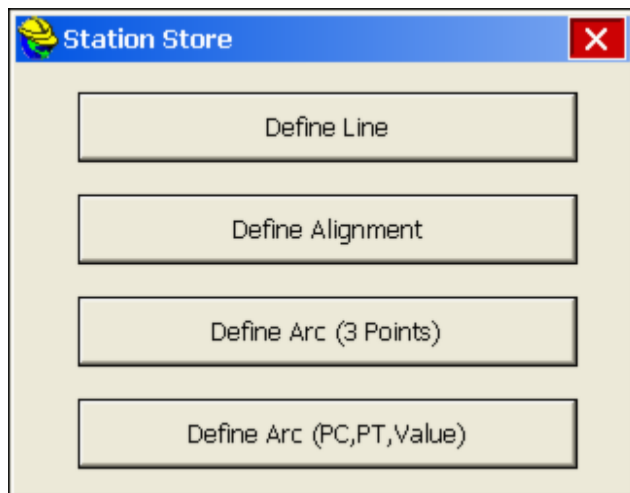 Station Store
Define Line
Define Alignment
Define Arc (3 Points)
Define Arc (PC,PT,Value)